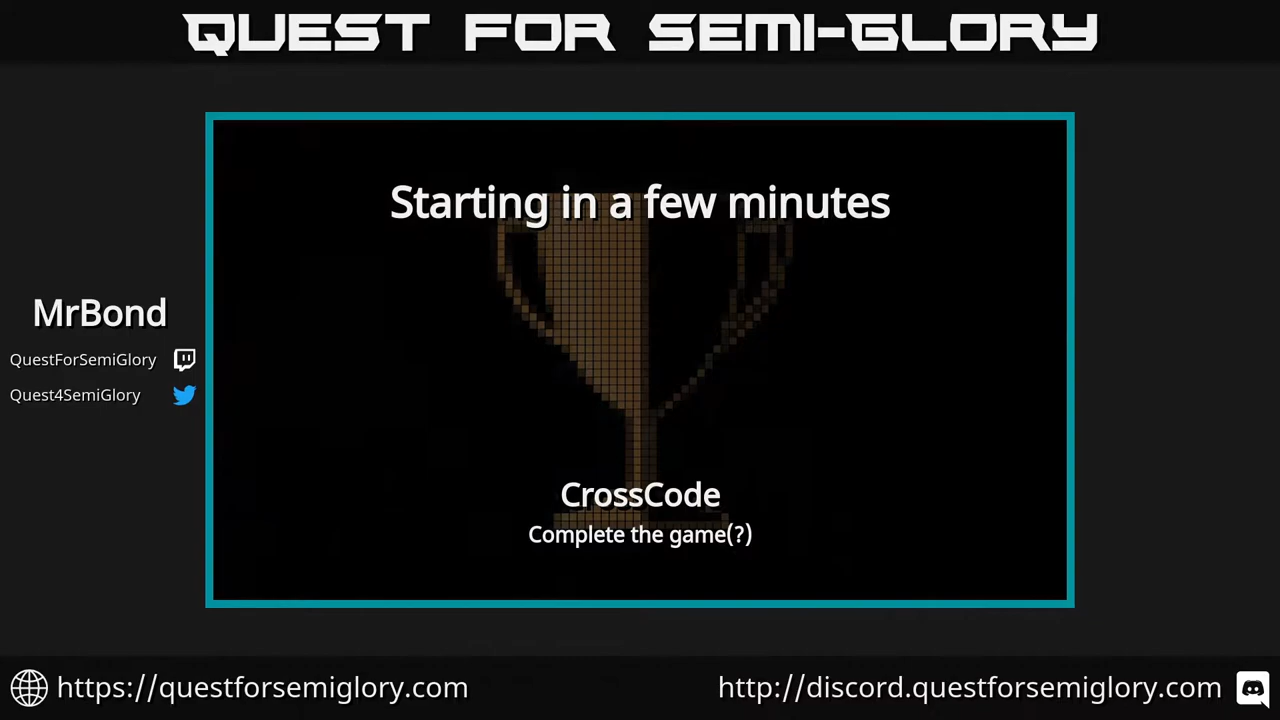 QUEST FOR SEMI-GLORY
Starting in a few minutes
MrBond
QuestForSemiGlory
Quest4SemiGlory
CrossCode
Complete the game(?)
https://questforsemiglory.com
http://discord.questforsemiglory.com